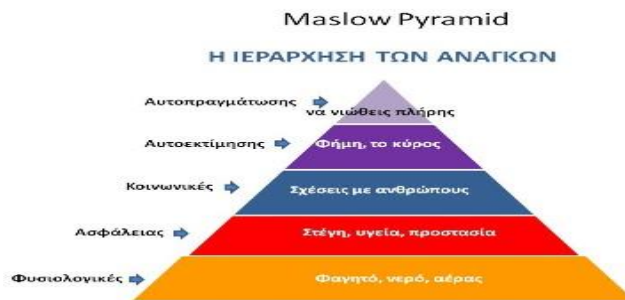 Maslow Pyramid
Η ΙΕΡΑΡΧΗΣΗ ΤΩΝ ΑΝΑΓΚΩΝ
Αυτοπραγμάτωσης
να νιώθεις πλήρης
Αυτοεκτίμησης
Φήμη, το κύρος
Κοινωνικές
Σχέσεις με ανθρώπους
Ασφάλειας
Στέγη, υγεία, προστασία
Φυσιολογικές
Φαγητό, νερό, αέρας